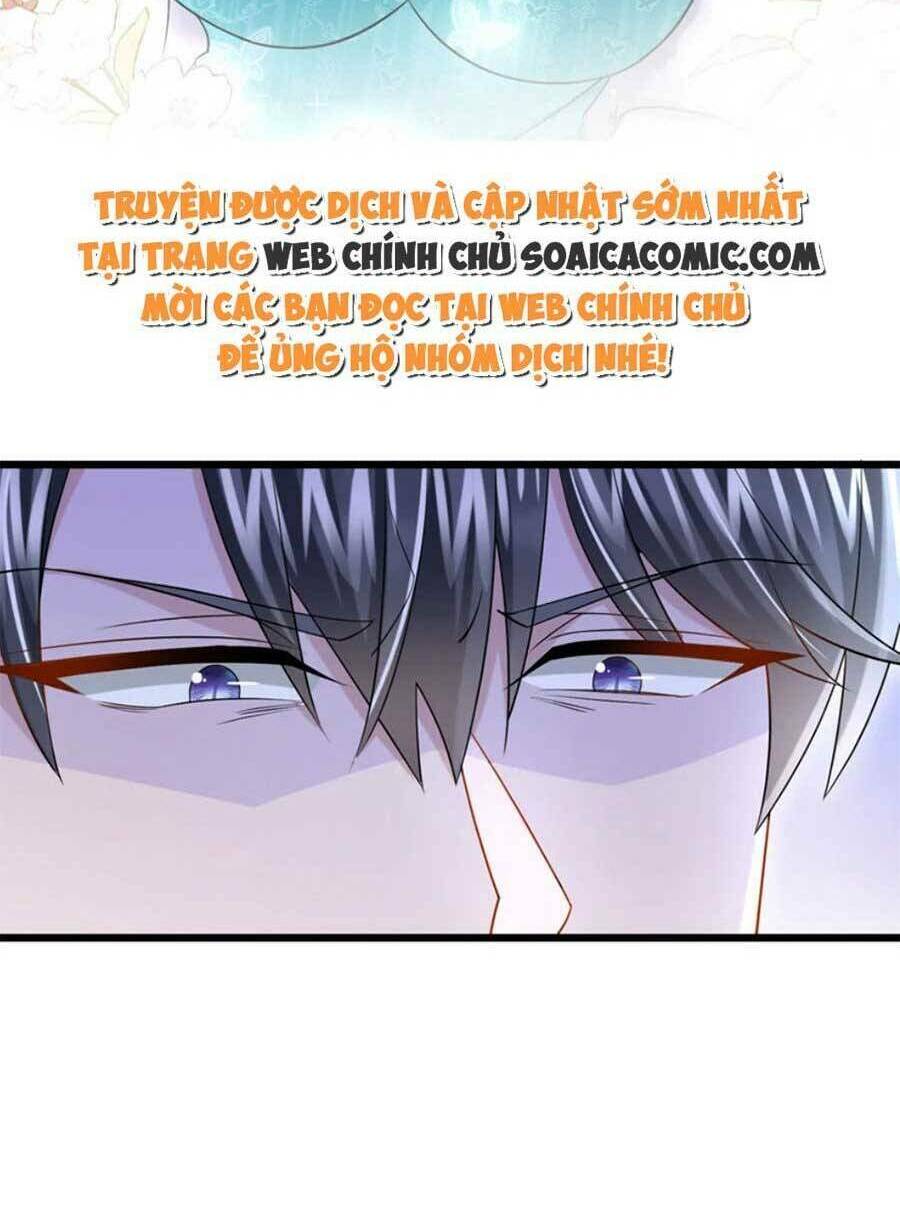 TRUYỆN ĐƯỢC DỊCH VÀ CẬP NHẬT SỚM NHẤT
TẠI TRANG WEB CHÍNH CHỦ SOAICACOMIC.COM
MỜI CÁC BẠN ĐỌC TẠI WEB CHÍNH CHỦ
ĐỂ ỦNG HỘ NHÓM DỊCH NHÉ!